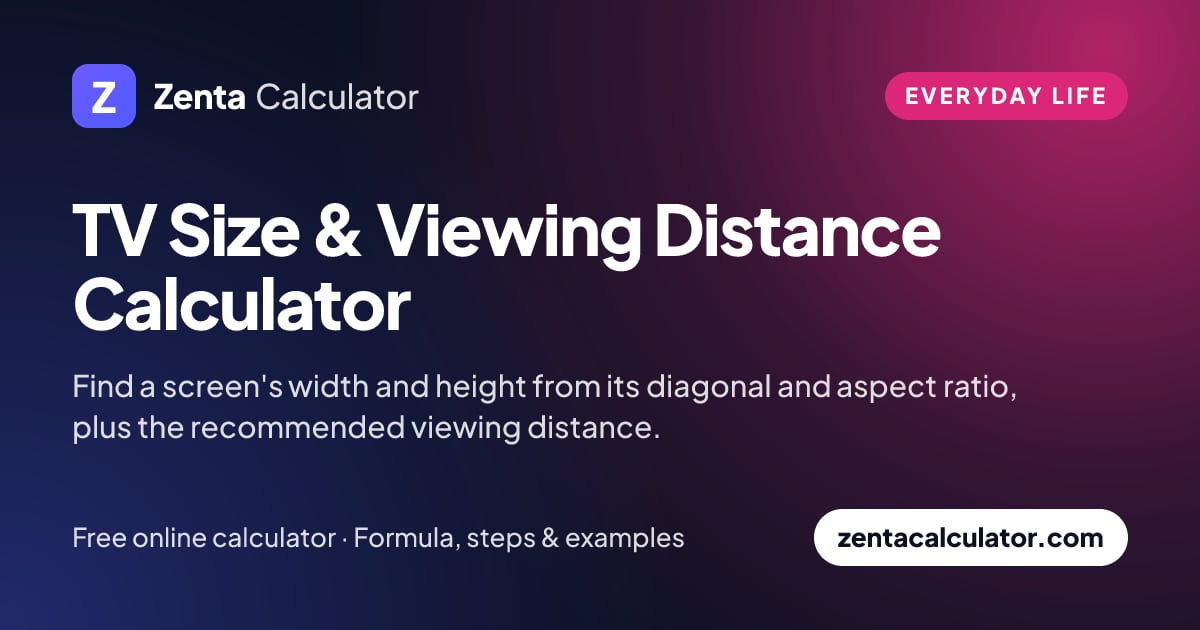 Z
Zenta Calculator
EVERYDAY LIFE
TV Size & Viewing Distance
Calculator
Find a screen's width and height from its diagonal and aspect ratio,
plus the recommended viewing distance.
Free online calculator · Formula, steps & examples
zentacalculator.com